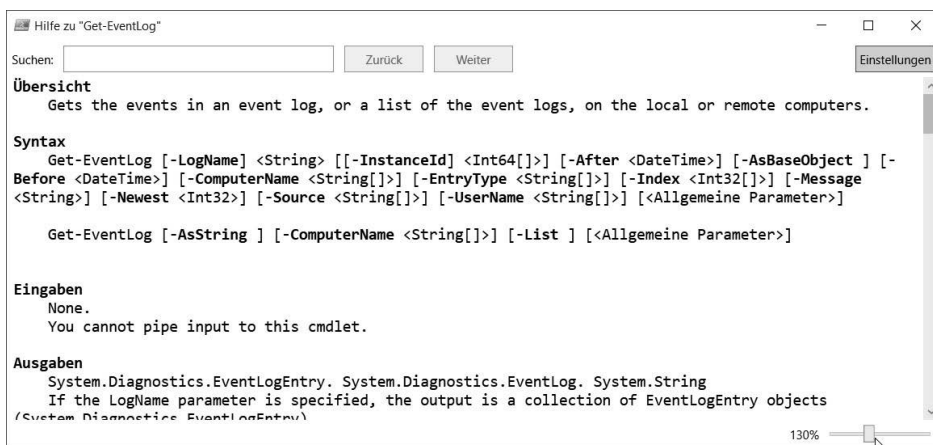 Hilfe zu "Get-EventLog"
Suchen: Zurück Weiter Einstellungen
Übersicht
Gets the events in an event log, or a list of the event logs, on the local or remote computers.
Syntax
Get-EventLog [-LogName] <String> [[-InstanceId] <Int64[]>] [-After <DateTime>] [-AsBaseObject ] [-
Before <DateTime>] [-ComputerName <String[]>] [-EntryType <String[]>] [-Index <Int32[]>] [-Message
<String>] [-Newest <Int32>] [-Source <String[]>] [-UserName <String[]>] [<Allgemeine Parameter>]
Get-EventLog [-AsString ] [-ComputerName <String[]>] [-List ] [<Allgemeine Parameter>]
Eingaben
None.
You cannot pipe input to this cmdlet.
Ausgaben
System.Diagnostics.EventLogEntry. System.Diagnostics.EventLog. System.String
If the LogName parameter is specified, the output is a collection of EventLogEntry objects
(System.Diagnostics.EventLogEntry)
130%